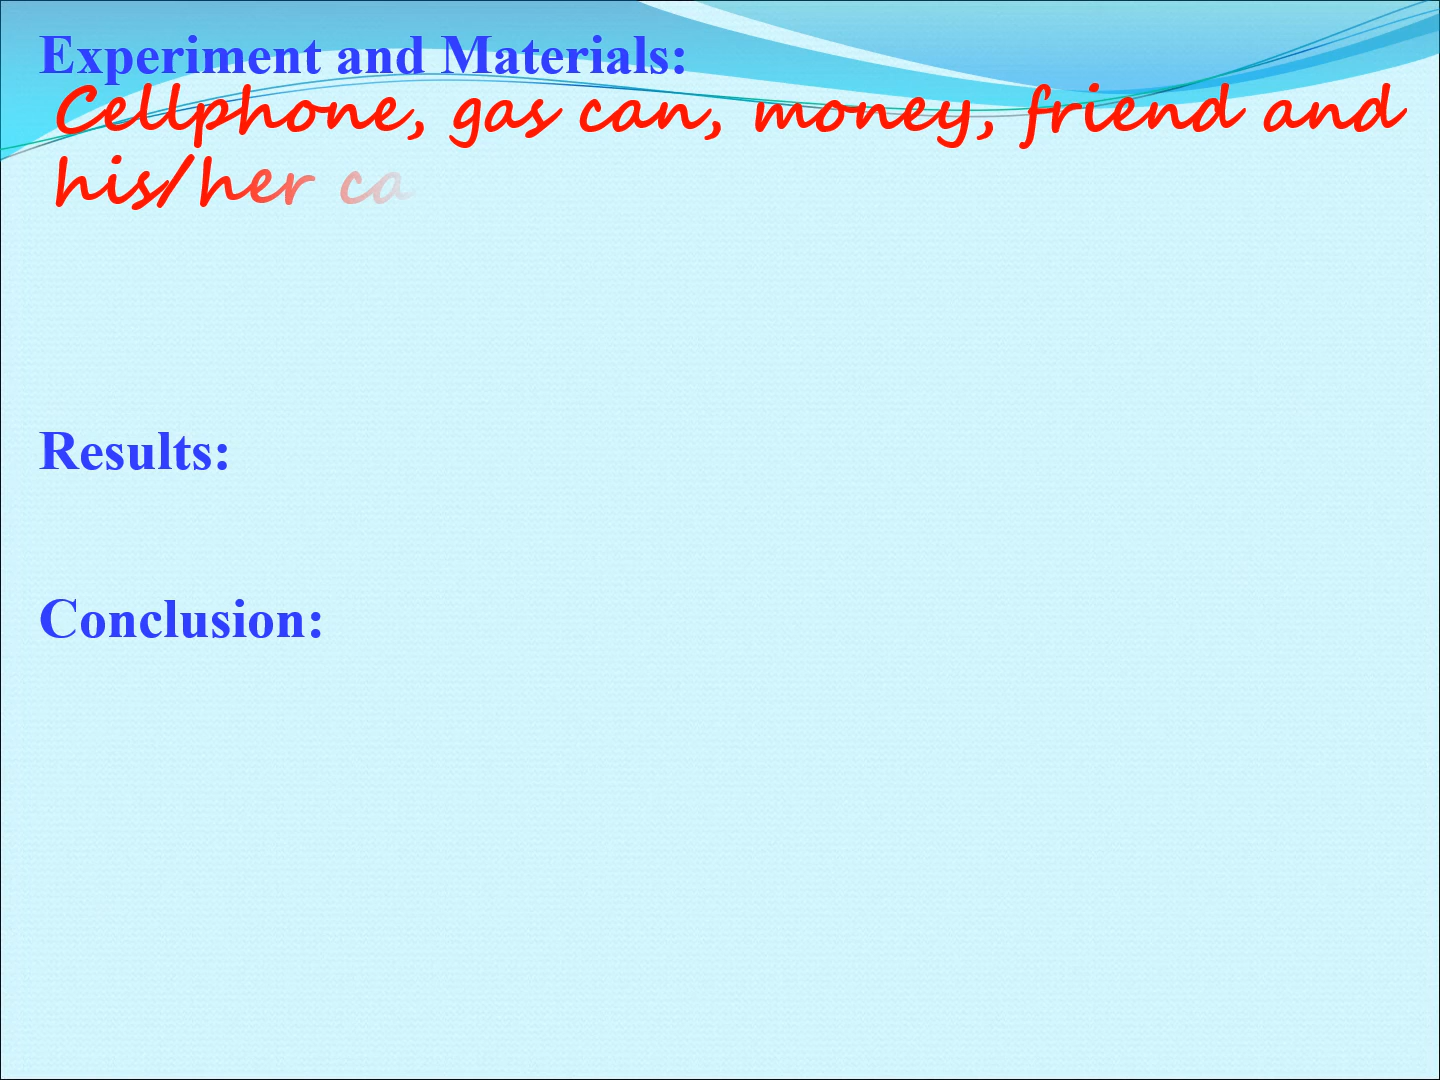 Experiment and Materials:
Cellphone, gas can, money, friend and
his/her ca
Results:
Conclusion: